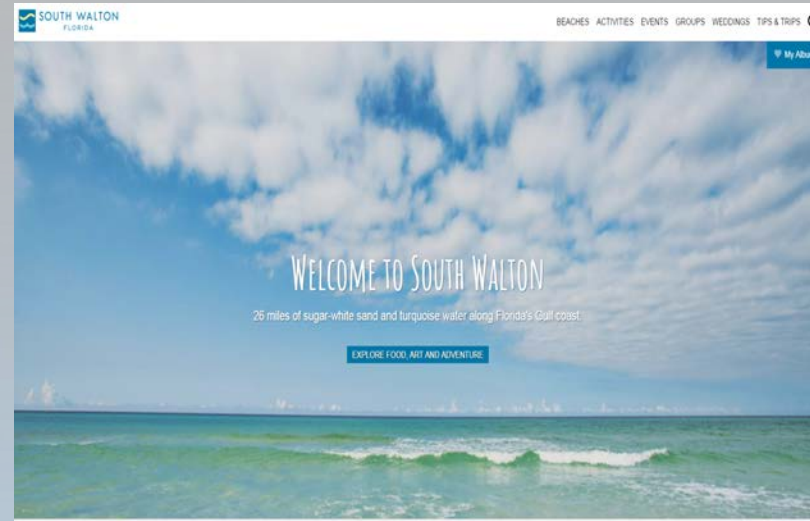 SOUTH WALTON
FLORIDA
BEACHES ACTIVITIES EVENTS GROUPS WEDDINGS TIPS & TRIPS
My Albu
WELCOME TO SOUTH WALTON
26 miles of sugar-white sand and turquoise water along Florida's Gulf coast.
EXPLORE FOOD, ART AND ADVENTURE